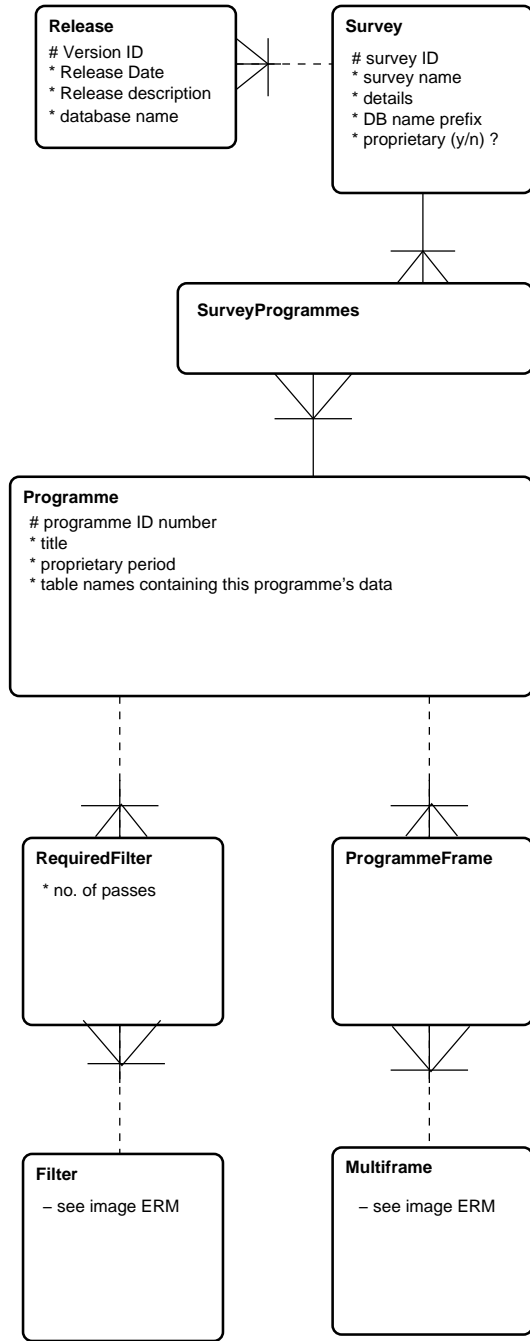 Release
# Version ID
* Release Date
* Release description
* database name
Survey
# survey ID
* survey name
* details
* DB name prefix
* proprietary (y/n) ?
SurveyProgrammes
Programme
# programme ID number
* title
* proprietary period
* table names containing this programme's data
RequiredFilter
* no. of passes
ProgrammeFrame
Filter
– see image ERM
Multiframe
– see image ERM